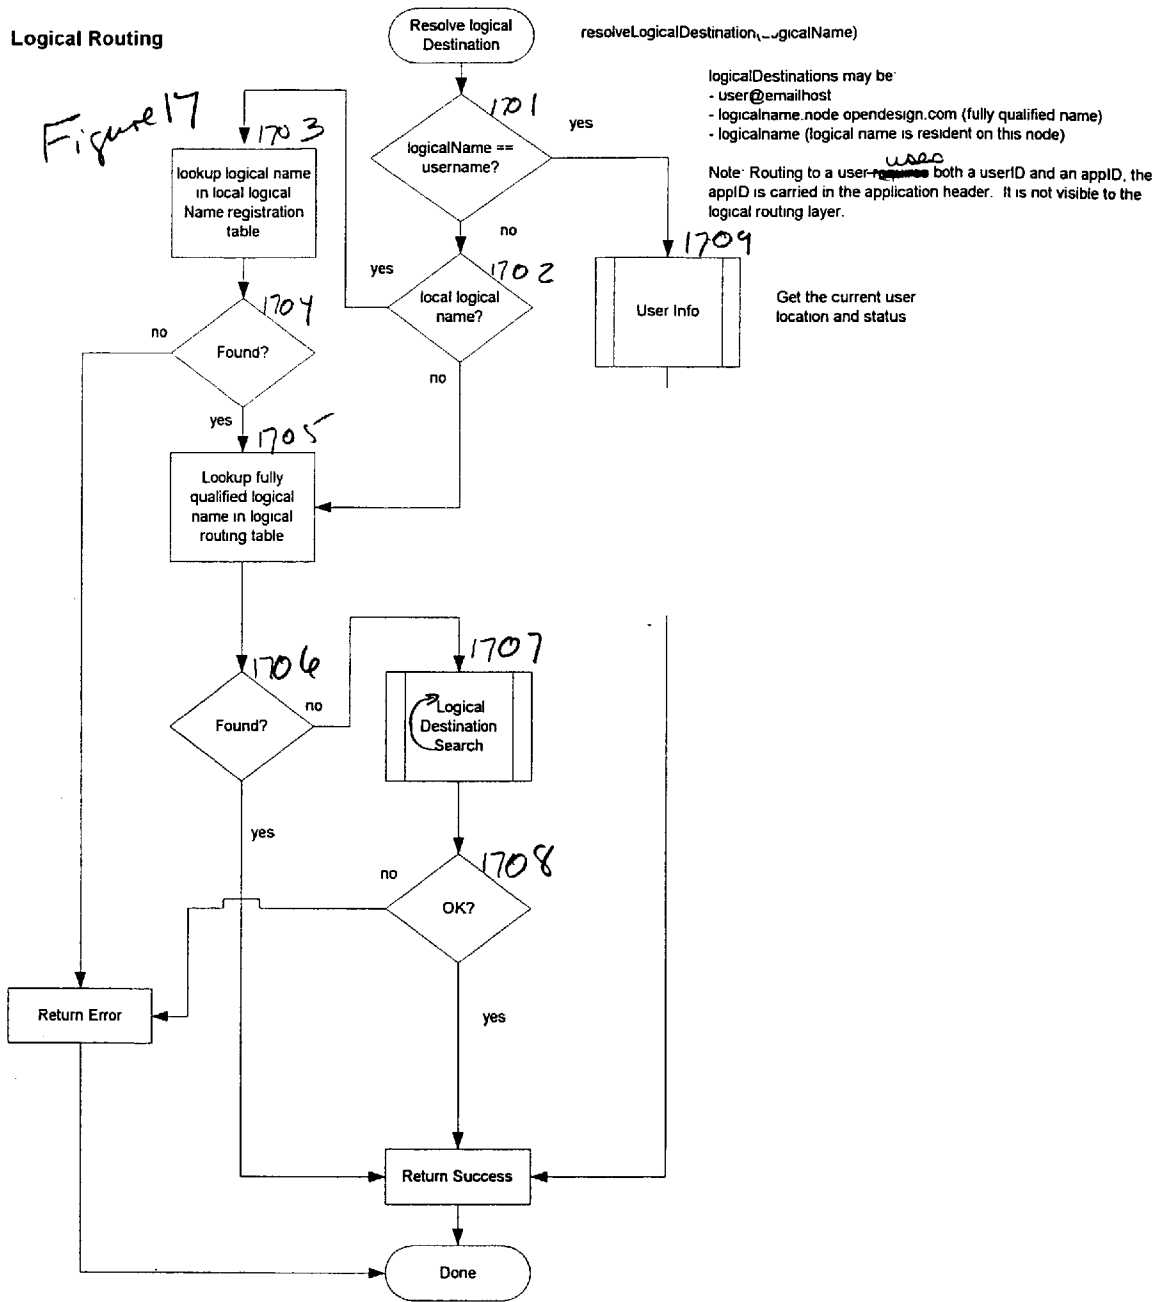 Logical Routing
Figure 17
Resolve logical
Destination
resolveLogicalDestination(LogicalName)
logicalDestinations may be
- user@emailhost
- logicalname.node opendesign.com (fully qualified name)
- logicalname (logical name is resident on this node)
used
Note: Routing to a user both a userID and an appID, the
appID is carried in the application header. It is not visible to the
logical routing layer.
1701
logicalName ==
username?
yes
no
1703
lookup logical name
in local logical
Name registration
table
1702
local logical
name?
yes
no
1709
User Info
Get the current user
location and status
1704
Found?
no
yes
1705
Lookup fully
qualified logical
name in logical
routing table
1706
Found?
no
yes
1707
Logical
Destination
Search
1708
OK?
no
yes
Return Error
Return Success
Done